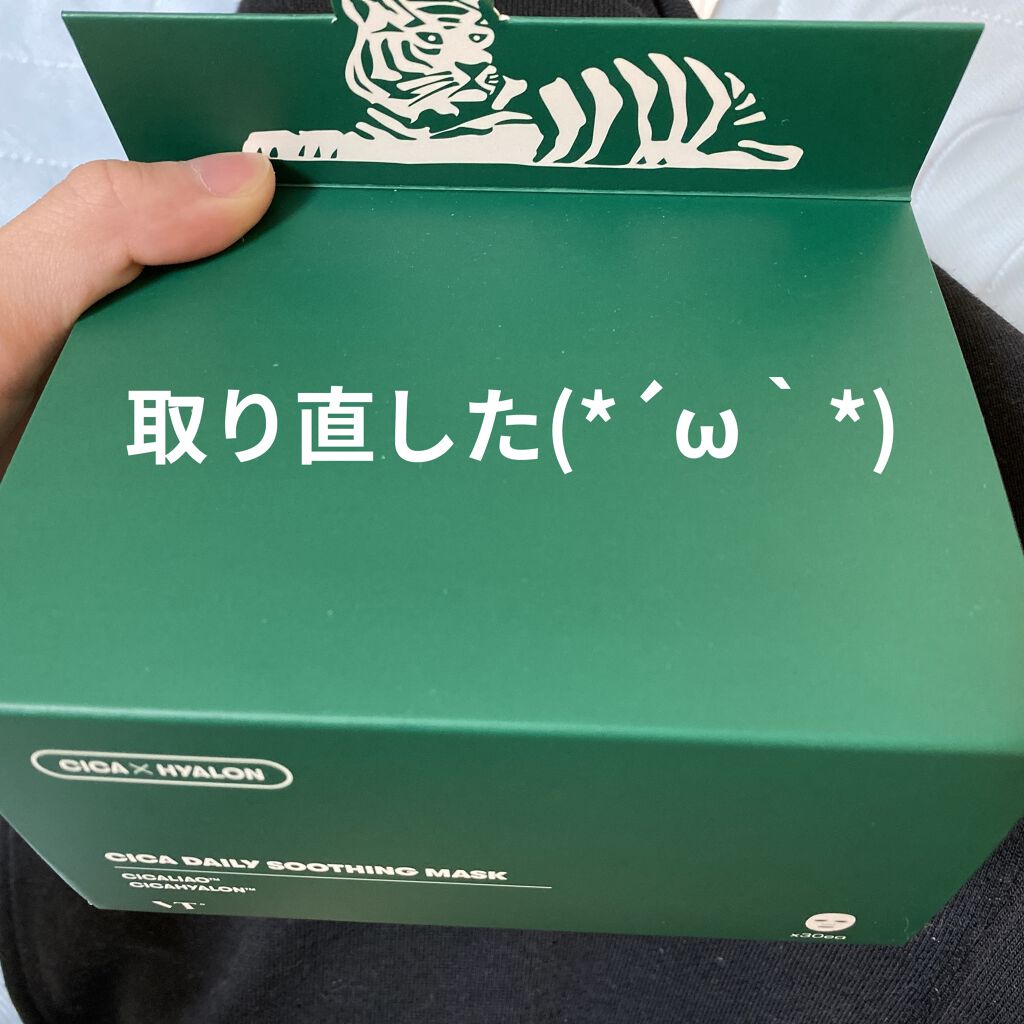 取り直した(*´ω｀*)
CICA×HYALON
CICA DAILY SOOTHING MASK
CICALIAO™
CICAHYALON™
VT
x30ea